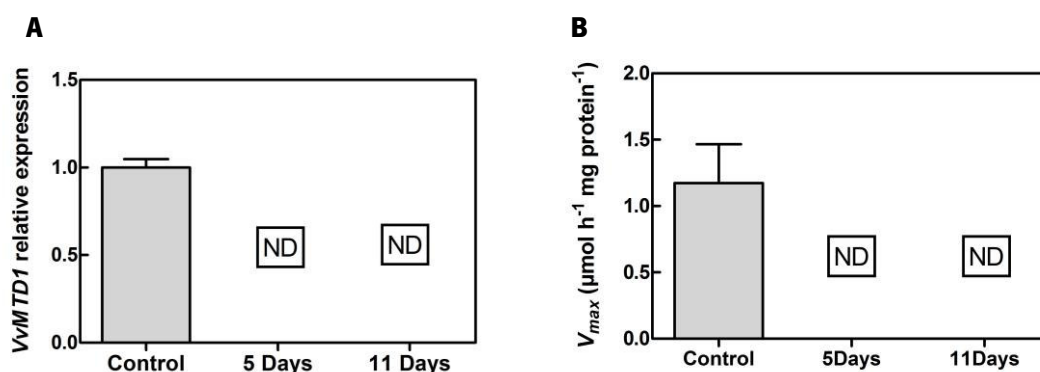 A
VvMTD1 relative expression
1.5
1.0
0.5
0.0
ND
ND
Control
5 Days
11 Days
B
Vmax (µmol h⁻¹ mg protein⁻¹)
2.0
1.5
1.0
0.5
0.0
ND
ND
Control
5Days
11Days